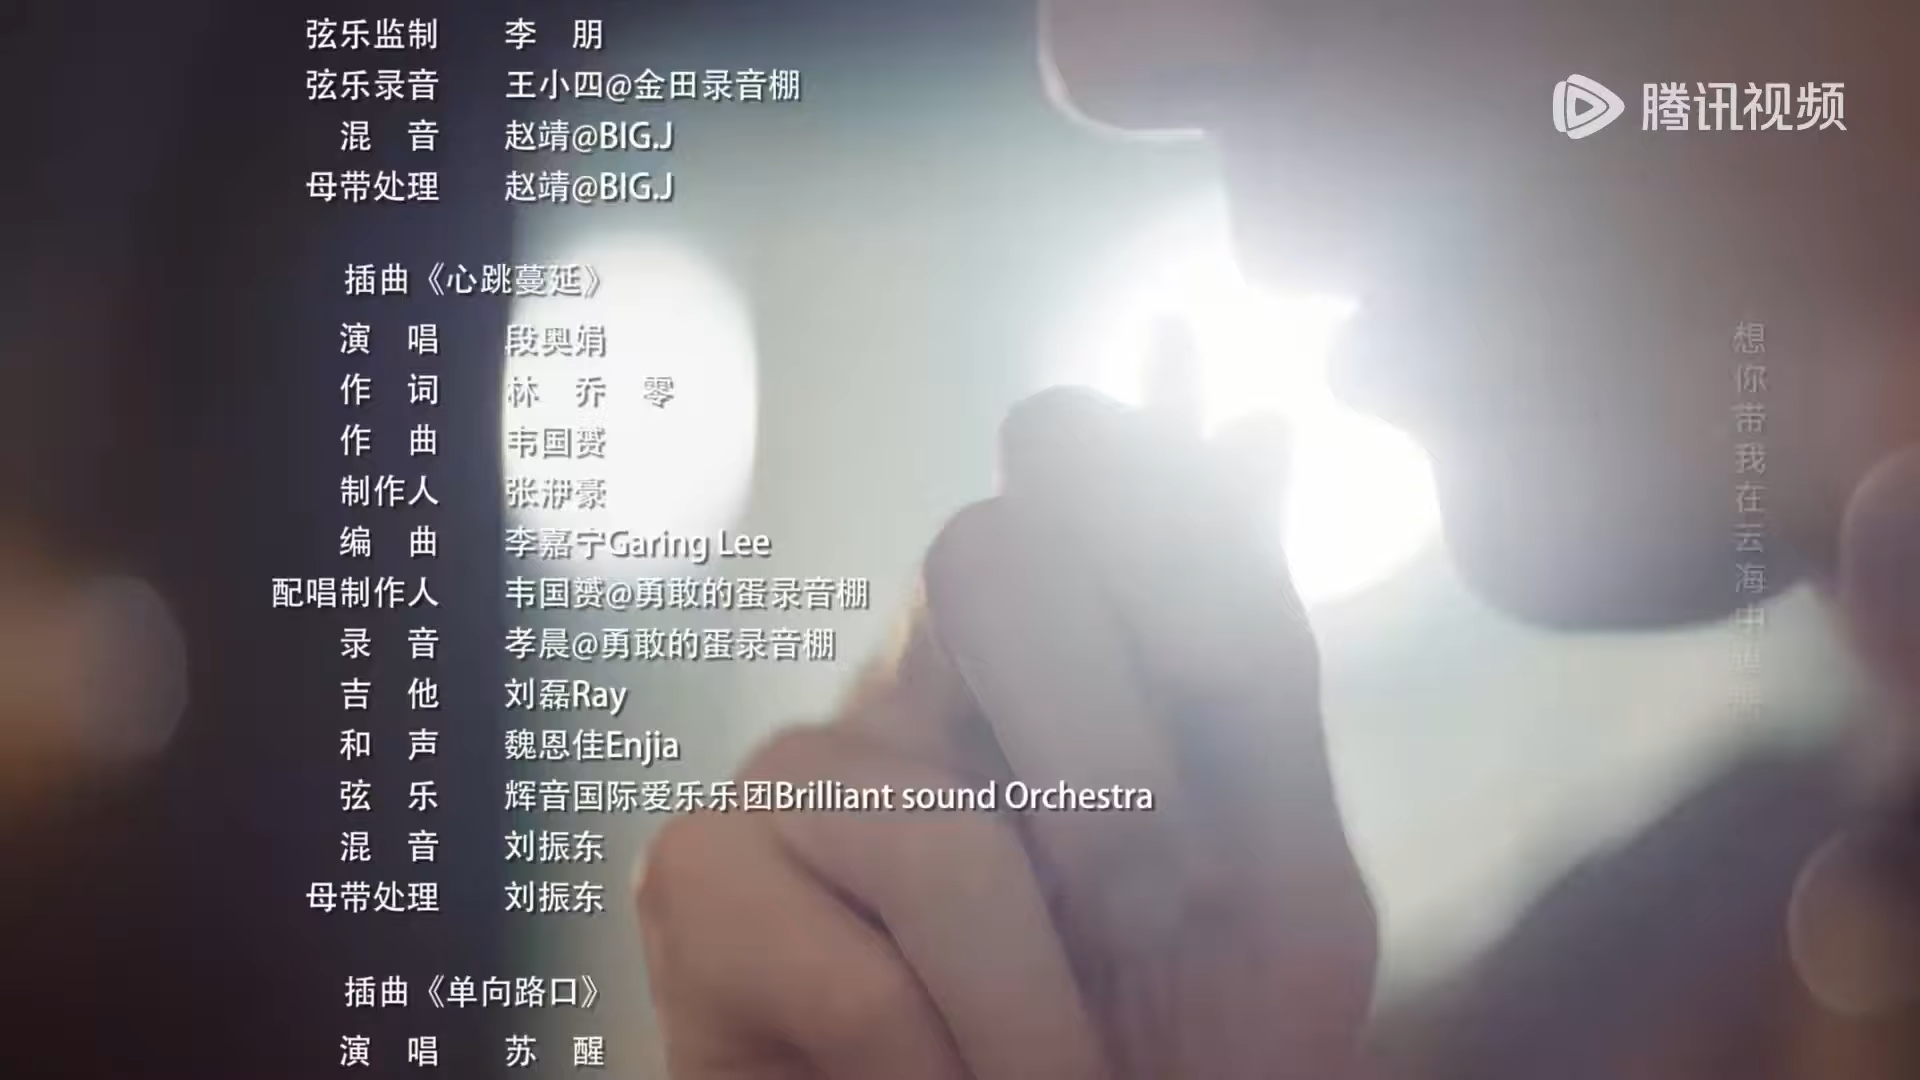 弦乐监制 李 朋
弦乐录音 王小四@金田录音棚
混 音 赵靖@BIG.J
母带处理 赵靖@BIG.J
腾讯视频
插曲《心跳蔓延》
演 唱 段奥娟
作 词 林 乔 零
作 曲 韦国赟
制作人 张洢豪
编 曲 李嘉宁Garing Lee
配唱制作人 韦国赟@勇敢的蛋录音棚
录 音 孝晨@勇敢的蛋录音棚
吉 他 刘磊Ray
和 声 魏恩佳Enjia
弦 乐 辉音国际爱乐乐团Brilliant sound Orchestra
混 音 刘振东
母带处理 刘振东
插曲《单向路口》
演 唱 苏 醒
想你带我在云海中